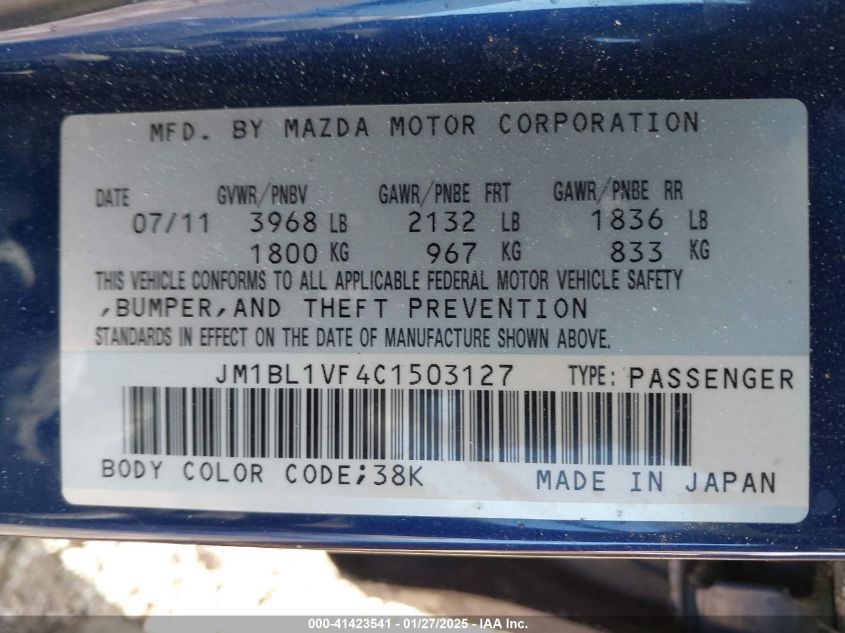 MFD. BY MAZDA MOTOR CORPORATION
DATE GVWR/PNBV GAWR/PNBE FRT GAWR/PNBE RR
07/11 3968 LB 2132 LB 1836 LB
1800 KG 967 KG 833 KG
THIS VEHICLE CONFORMS TO ALL APPLICABLE FEDERAL MOTOR VEHICLE SAFETY
,BUMPER,AND THEFT PREVENTION
STANDARDS IN EFFECT ON THE DATE OF MANUFACTURE SHOWN ABOVE.
JM1BL1VF4C1503127 TYPE: PASSENGER
BODY COLOR CODE;38K MADE IN JAPAN
000-41423541 - 01/27/2025 - IAA Inc.